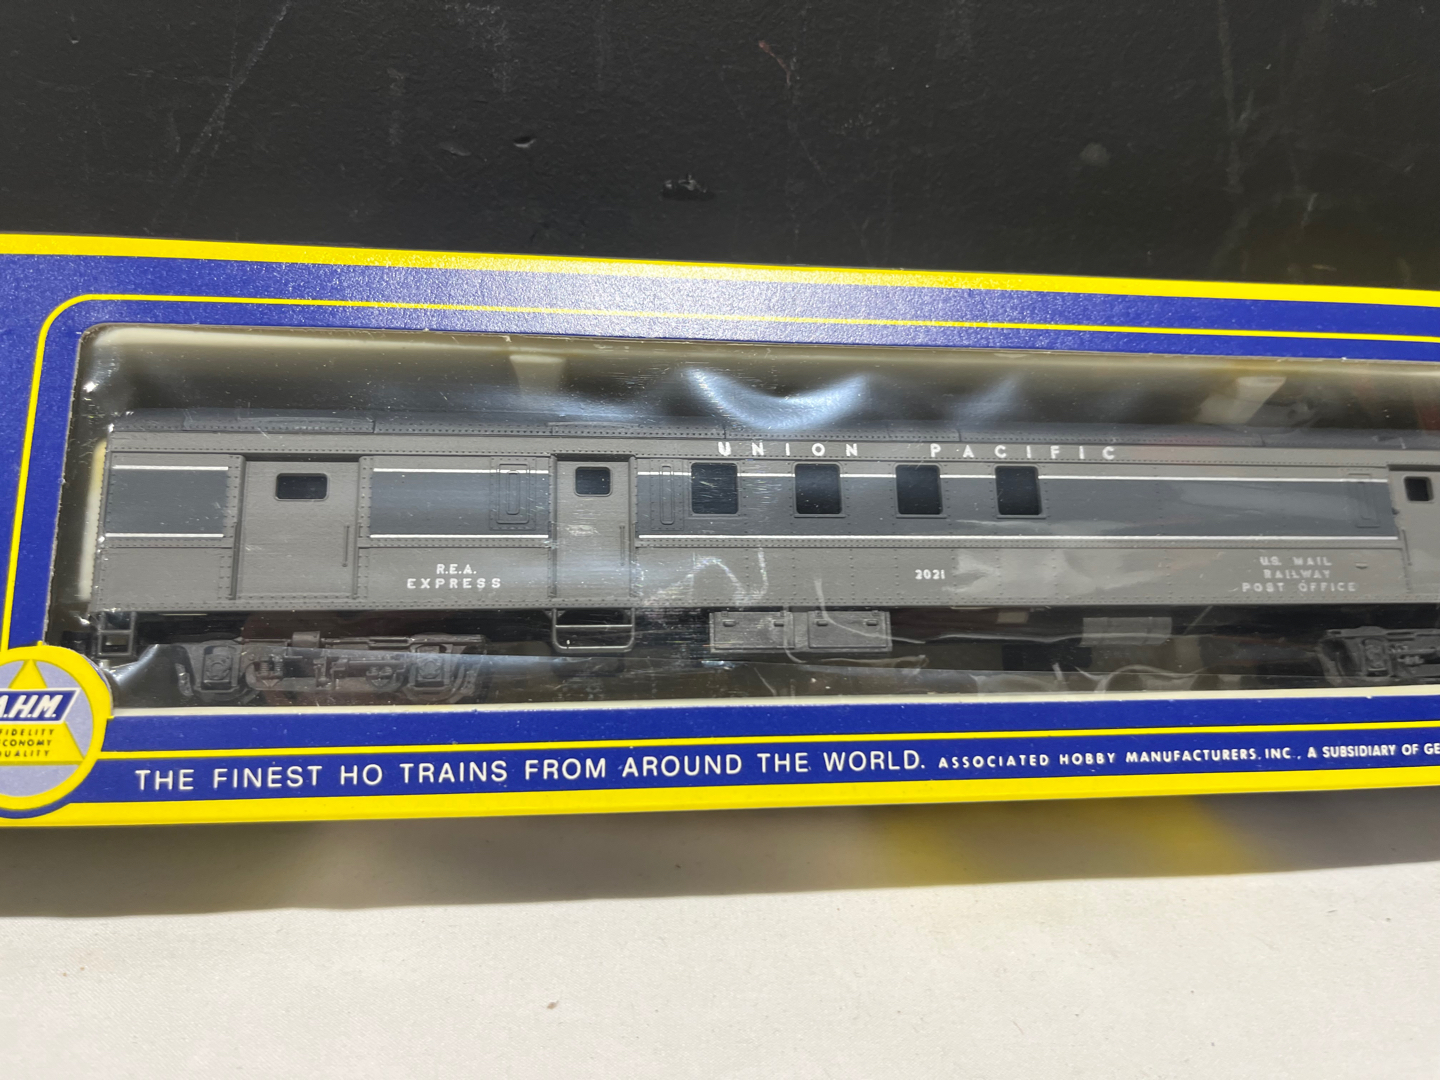 UNION PACIFIC
R.E.A.
EXPRESS
2021
U.S. MAIL
RAILWAY
POST OFFICE
A.H.M.
FIDELITY
ECONOMY
QUALITY
THE FINEST HO TRAINS FROM AROUND THE WORLD. ASSOCIATED HOBBY MANUFACTURERS, INC., A SUBSIDIARY OF GE